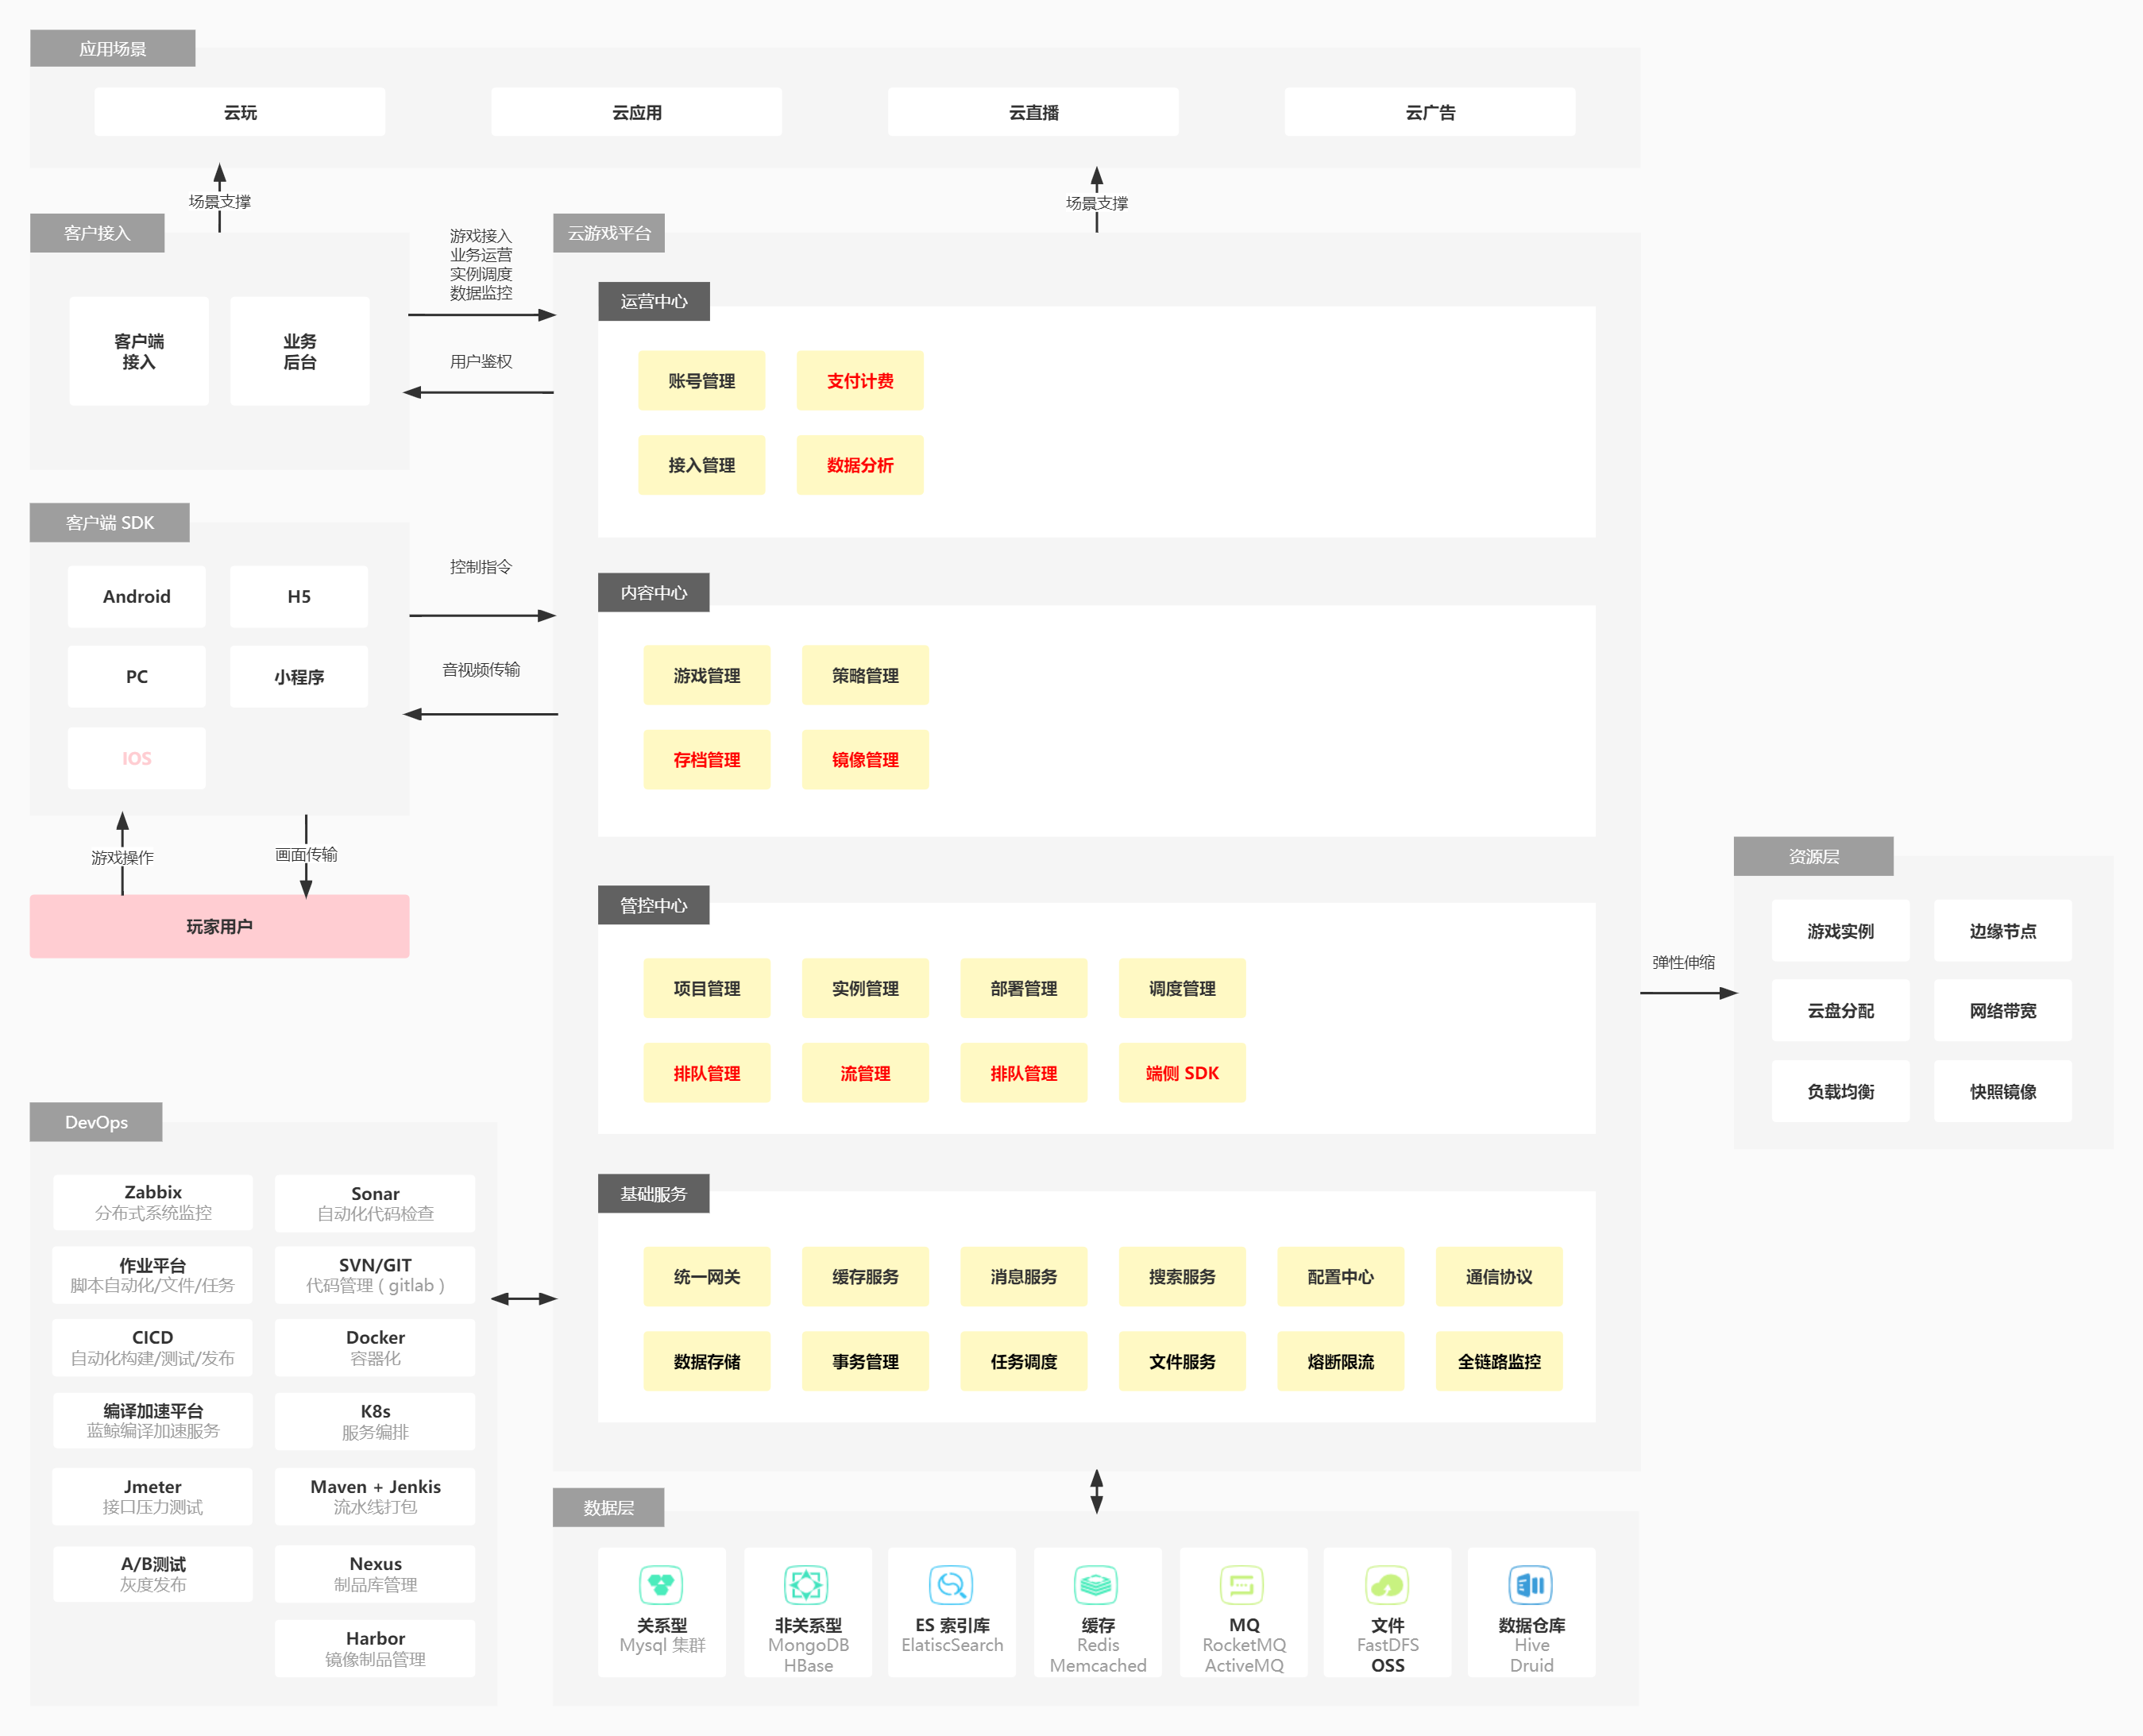 应用场景
云玩
云应用
云直播
云广告
场景支撑
场景支撑
客户接入
客户端
接入
业务
后台
游戏接入
业务运营
实例调度
数据监控
用户鉴权
客户端 SDK
Android
H5
PC
小程序
IOS
控制指令
音视频传输
游戏操作
画面传输
玩家用户
云游戏平台
运营中心
账号管理
支付计费
接入管理
数据分析
内容中心
游戏管理
策略管理
存档管理
镜像管理
管控中心
项目管理
实例管理
部署管理
调度管理
排队管理
流管理
排队管理
端侧 SDK
基础服务
统一网关
缓存服务
消息服务
搜索服务
配置中心
通信协议
数据存储
事务管理
任务调度
文件服务
熔断限流
全链路监控
弹性伸缩
资源层
游戏实例
边缘节点
云盘分配
网络带宽
负载均衡
快照镜像
DevOps
Zabbix
分布式系统监控
Sonar
自动化代码检查
作业平台
脚本自动化/文件/任务
SVN/GIT
代码管理（gitlab）
CICD
自动化构建/测试/发布
Docker
容器化
编译加速平台
蓝鲸编译加速服务
K8s
服务编排
Jmeter
接口压力测试
Maven + Jenkis
流水线打包
A/B测试
灰度发布
Nexus
制品库管理
Harbor
镜像制品管理
数据层
关系型
Mysql 集群
非关系型
MongoDB
HBase
ES 索引库
ElatiscSearch
缓存
Redis
Memcached
MQ
RocketMQ
ActiveMQ
文件
FastDFS
OSS
数据仓库
Hive
Druid